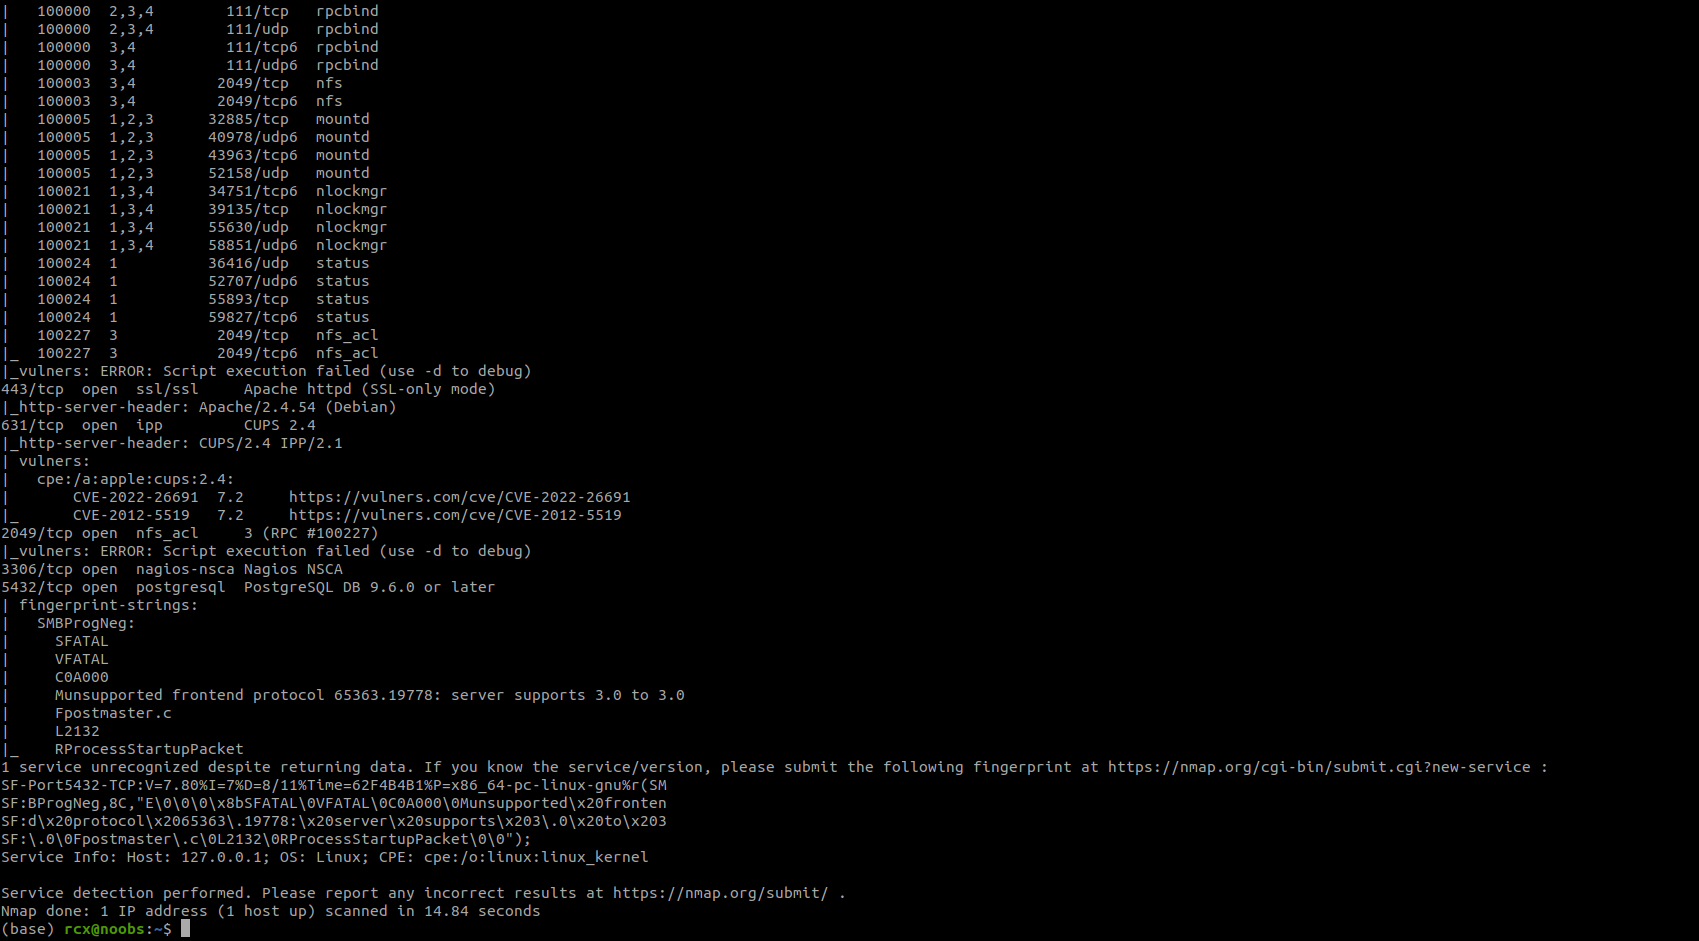 |   100000  2,3,4        111/tcp   rpcbind
|   100000  2,3,4        111/udp   rpcbind
|   100000  3,4          111/tcp6  rpcbind
|   100000  3,4          111/udp6  rpcbind
|   100003  3,4         2049/tcp   nfs
|   100003  3,4         2049/tcp6  nfs
|   100005  1,2,3      32885/tcp   mountd
|   100005  1,2,3      40978/udp6  mountd
|   100005  1,2,3      43963/tcp6  mountd
|   100005  1,2,3      52158/udp   mountd
|   100021  1,3,4      34751/tcp6  nlockmgr
|   100021  1,3,4      39135/tcp   nlockmgr
|   100021  1,3,4      55630/udp   nlockmgr
|   100021  1,3,4      58851/udp6  nlockmgr
|   100024  1          36416/udp   status
|   100024  1          52707/udp6  status
|   100024  1          55893/tcp   status
|   100024  1          59827/tcp6  status
|   100227  3           2049/tcp   nfs_acl
|_  100227  3           2049/tcp6  nfs_acl
|_vulners: ERROR: Script execution failed (use -d to debug)
443/tcp  open  ssl/ssl     Apache httpd (SSL-only mode)
|_http-server-header: Apache/2.4.54 (Debian)
631/tcp  open  ipp         CUPS 2.4
|_http-server-header: CUPS/2.4 IPP/2.1
| vulners:
|   cpe:/a:apple:cups:2.4:
|       CVE-2022-26691  7.2     https://vulners.com/cve/CVE-2022-26691
|_      CVE-2012-5519   7.2     https://vulners.com/cve/CVE-2012-5519
2049/tcp open  nfs_acl     3 (RPC #100227)
|_vulners: ERROR: Script execution failed (use -d to debug)
3306/tcp open  nagios-nsca Nagios NSCA
5432/tcp open  postgresql  PostgreSQL DB 9.6.0 or later
| fingerprint-strings:
|   SMBProgNeg:
|     SFATAL
|     VFATAL
|     C0A000
|     Munsupported frontend protocol 65363.19778: server supports 3.0 to 3.0
|     Fpostmaster.c
|     L2132
|_    RProcessStartupPacket
1 service unrecognized despite returning data. If you know the service/version, please submit the following fingerprint at https://nmap.org/cgi-bin/submit.cgi?new-service :
SF-Port5432-TCP:V=7.80%I=7%D=8/11%Time=62F4B4B1%P=x86_64-pc-linux-gnu%r(SM
SF:BProgNeg,8C,"E\0\0\0\x8bSFATAL\0VFATAL\0C0A000\0Munsupported\x20fronten
SF:d\x20protocol\x2065363\.19778:\x20server\x20supports\x203\.0\x20to\x203
SF:\.0\0Fpostmaster\.c\0L2132\0RProcessStartupPacket\0\0");
Service Info: Host: 127.0.0.1; OS: Linux; CPE: cpe:/o:linux:linux_kernel

Service detection performed. Please report any incorrect results at https://nmap.org/submit/ .
Nmap done: 1 IP address (1 host up) scanned in 14.84 seconds
(base) rcx@noobs:~$